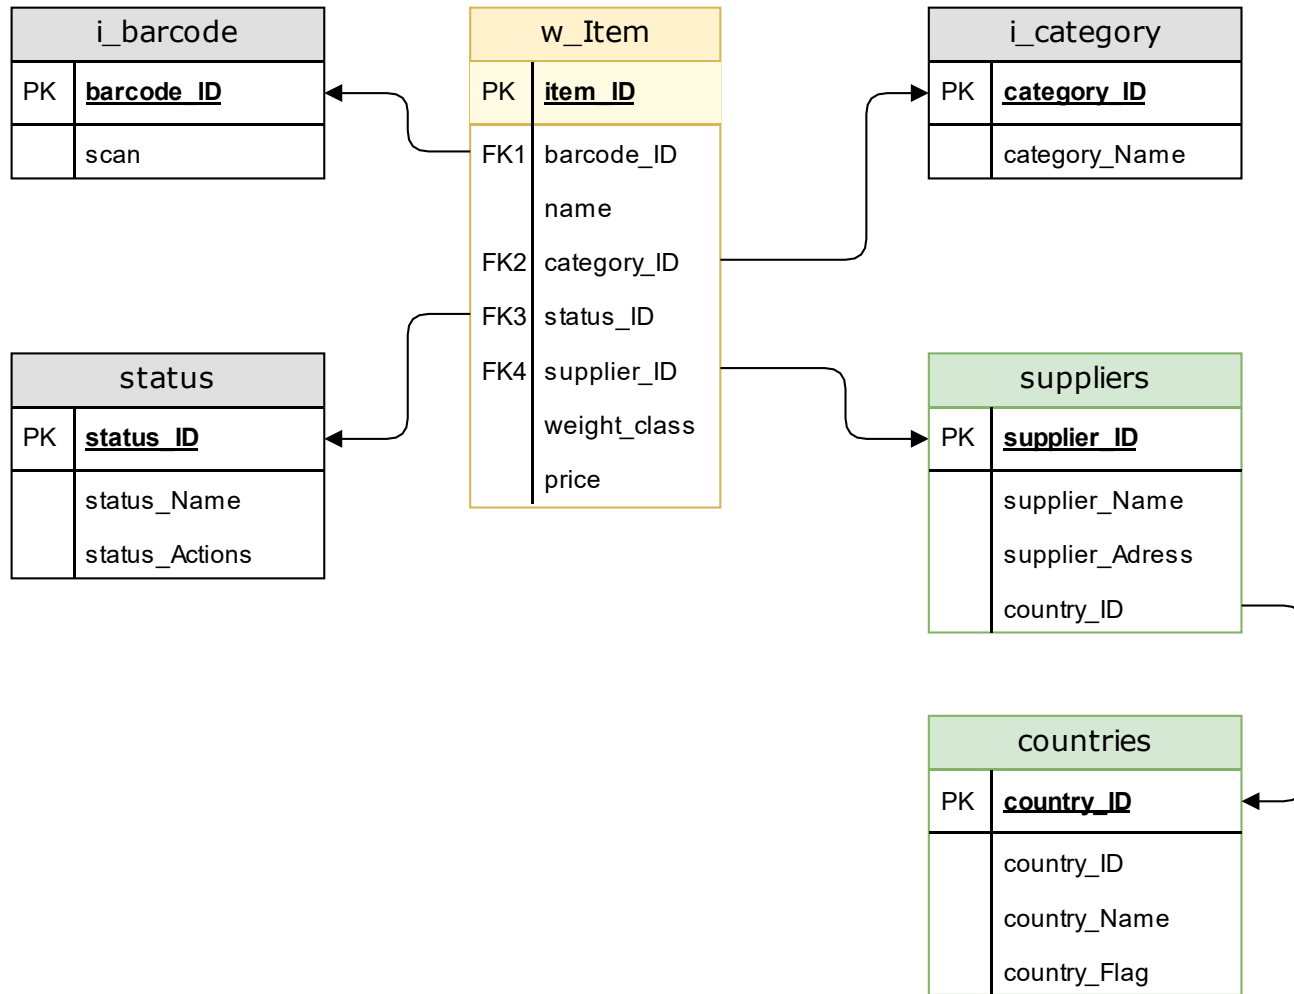 i_barcode
PK barcode_ID
scan
w_Item
PK item_ID
FK1 barcode_ID
name
FK2 category_ID
FK3 status_ID
FK4 supplier_ID
weight_class
price
i_category
PK category_ID
category_Name
status
PK status_ID
status_Name
status_Actions
suppliers
PK supplier_ID
supplier_Name
supplier_Adress
country_ID
countries
PK country_ID
country_ID
country_Name
country_Flag